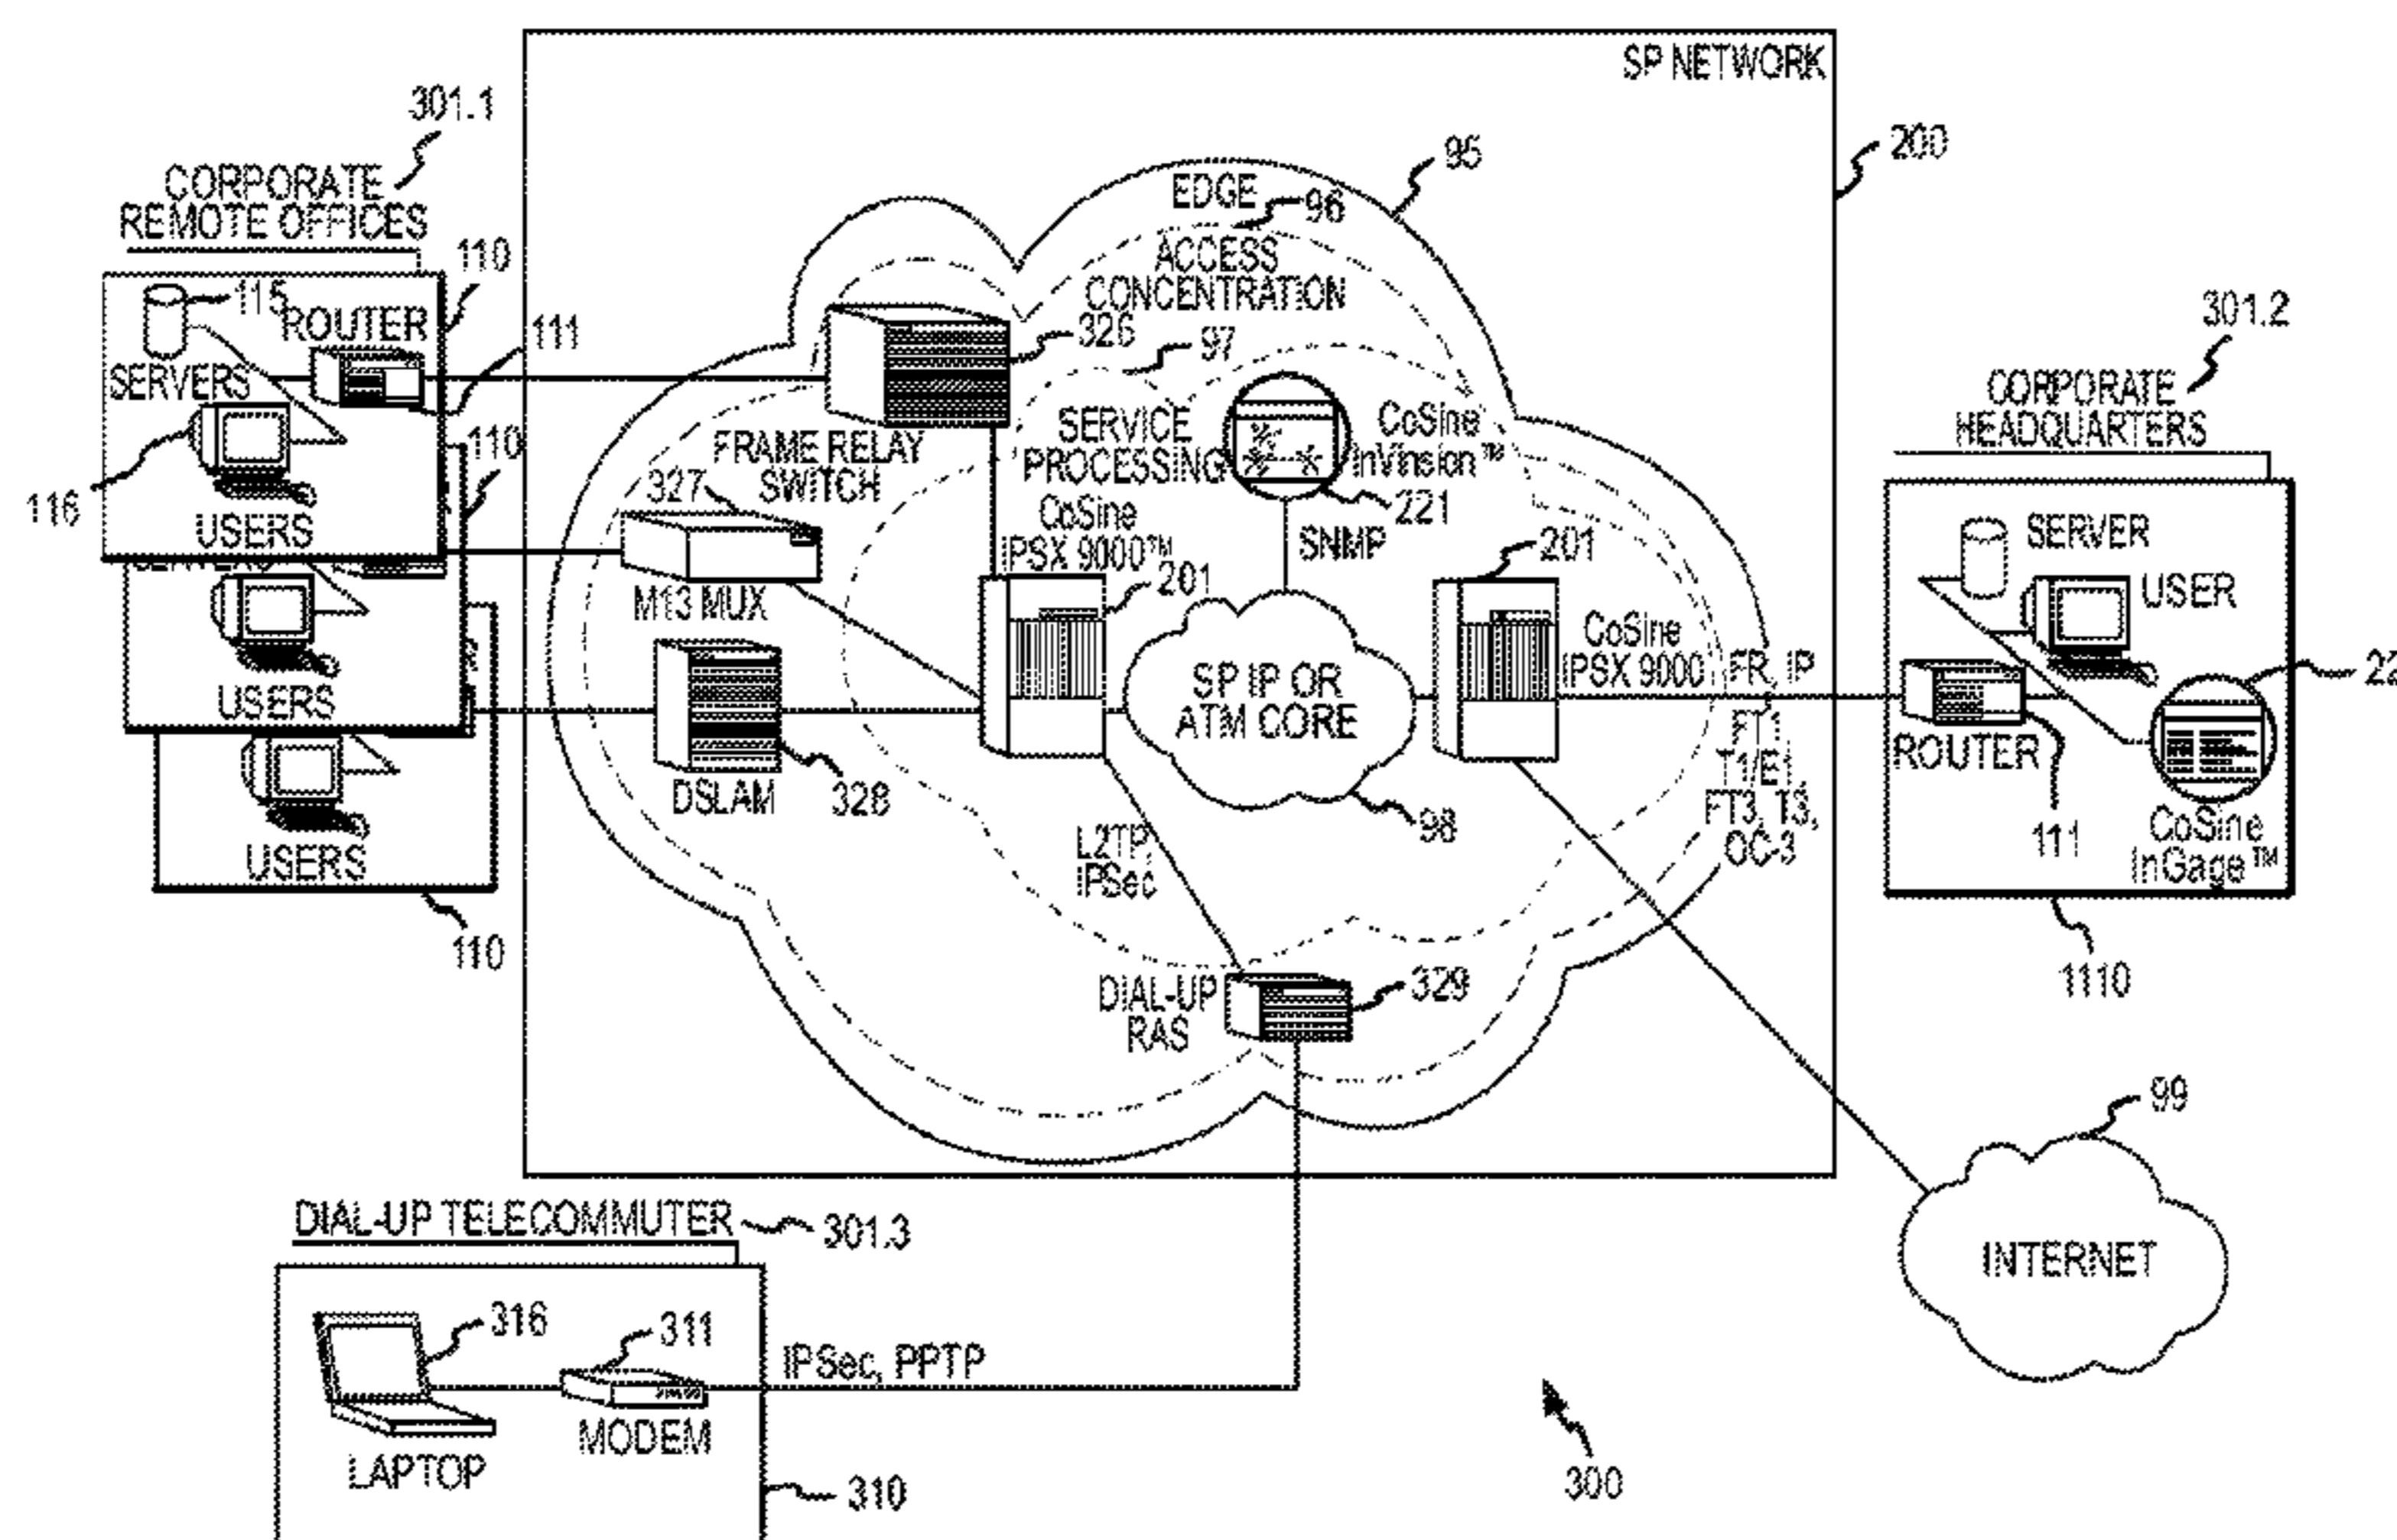 SP NETWORK
200
301.1
CORPORATE
REMOTE OFFICES
110
115
ROUTER
111
SERVERS
116
USERS
110
USERS
USERS
110
95
EDGE
96
ACCESS
CONCENTRATION
326
97
FRAME RELAY
SWITCH
SERVICE
PROCESSING
CoSine
InVinsion™
221
SNMP
327
M13 MUX
CoSine
IPSX 9000™
201
201
CoSine
IPSX 9000
SP IP OR
ATM CORE
98
DSLAM
328
L2TP,
IPSec
FR, IP
FT1,
T1/E1,
FT3, T3,
OC-3
DIAL-UP
RAS
329
301.2
CORPORATE
HEADQUARTERS
SERVER
USER
22
ROUTER
111
CoSine
InGage™
1110
99
INTERNET
DIAL-UP TELECOMMUTER
301.3
316
311
IPSec, PPTP
MODEM
LAPTOP
310
300